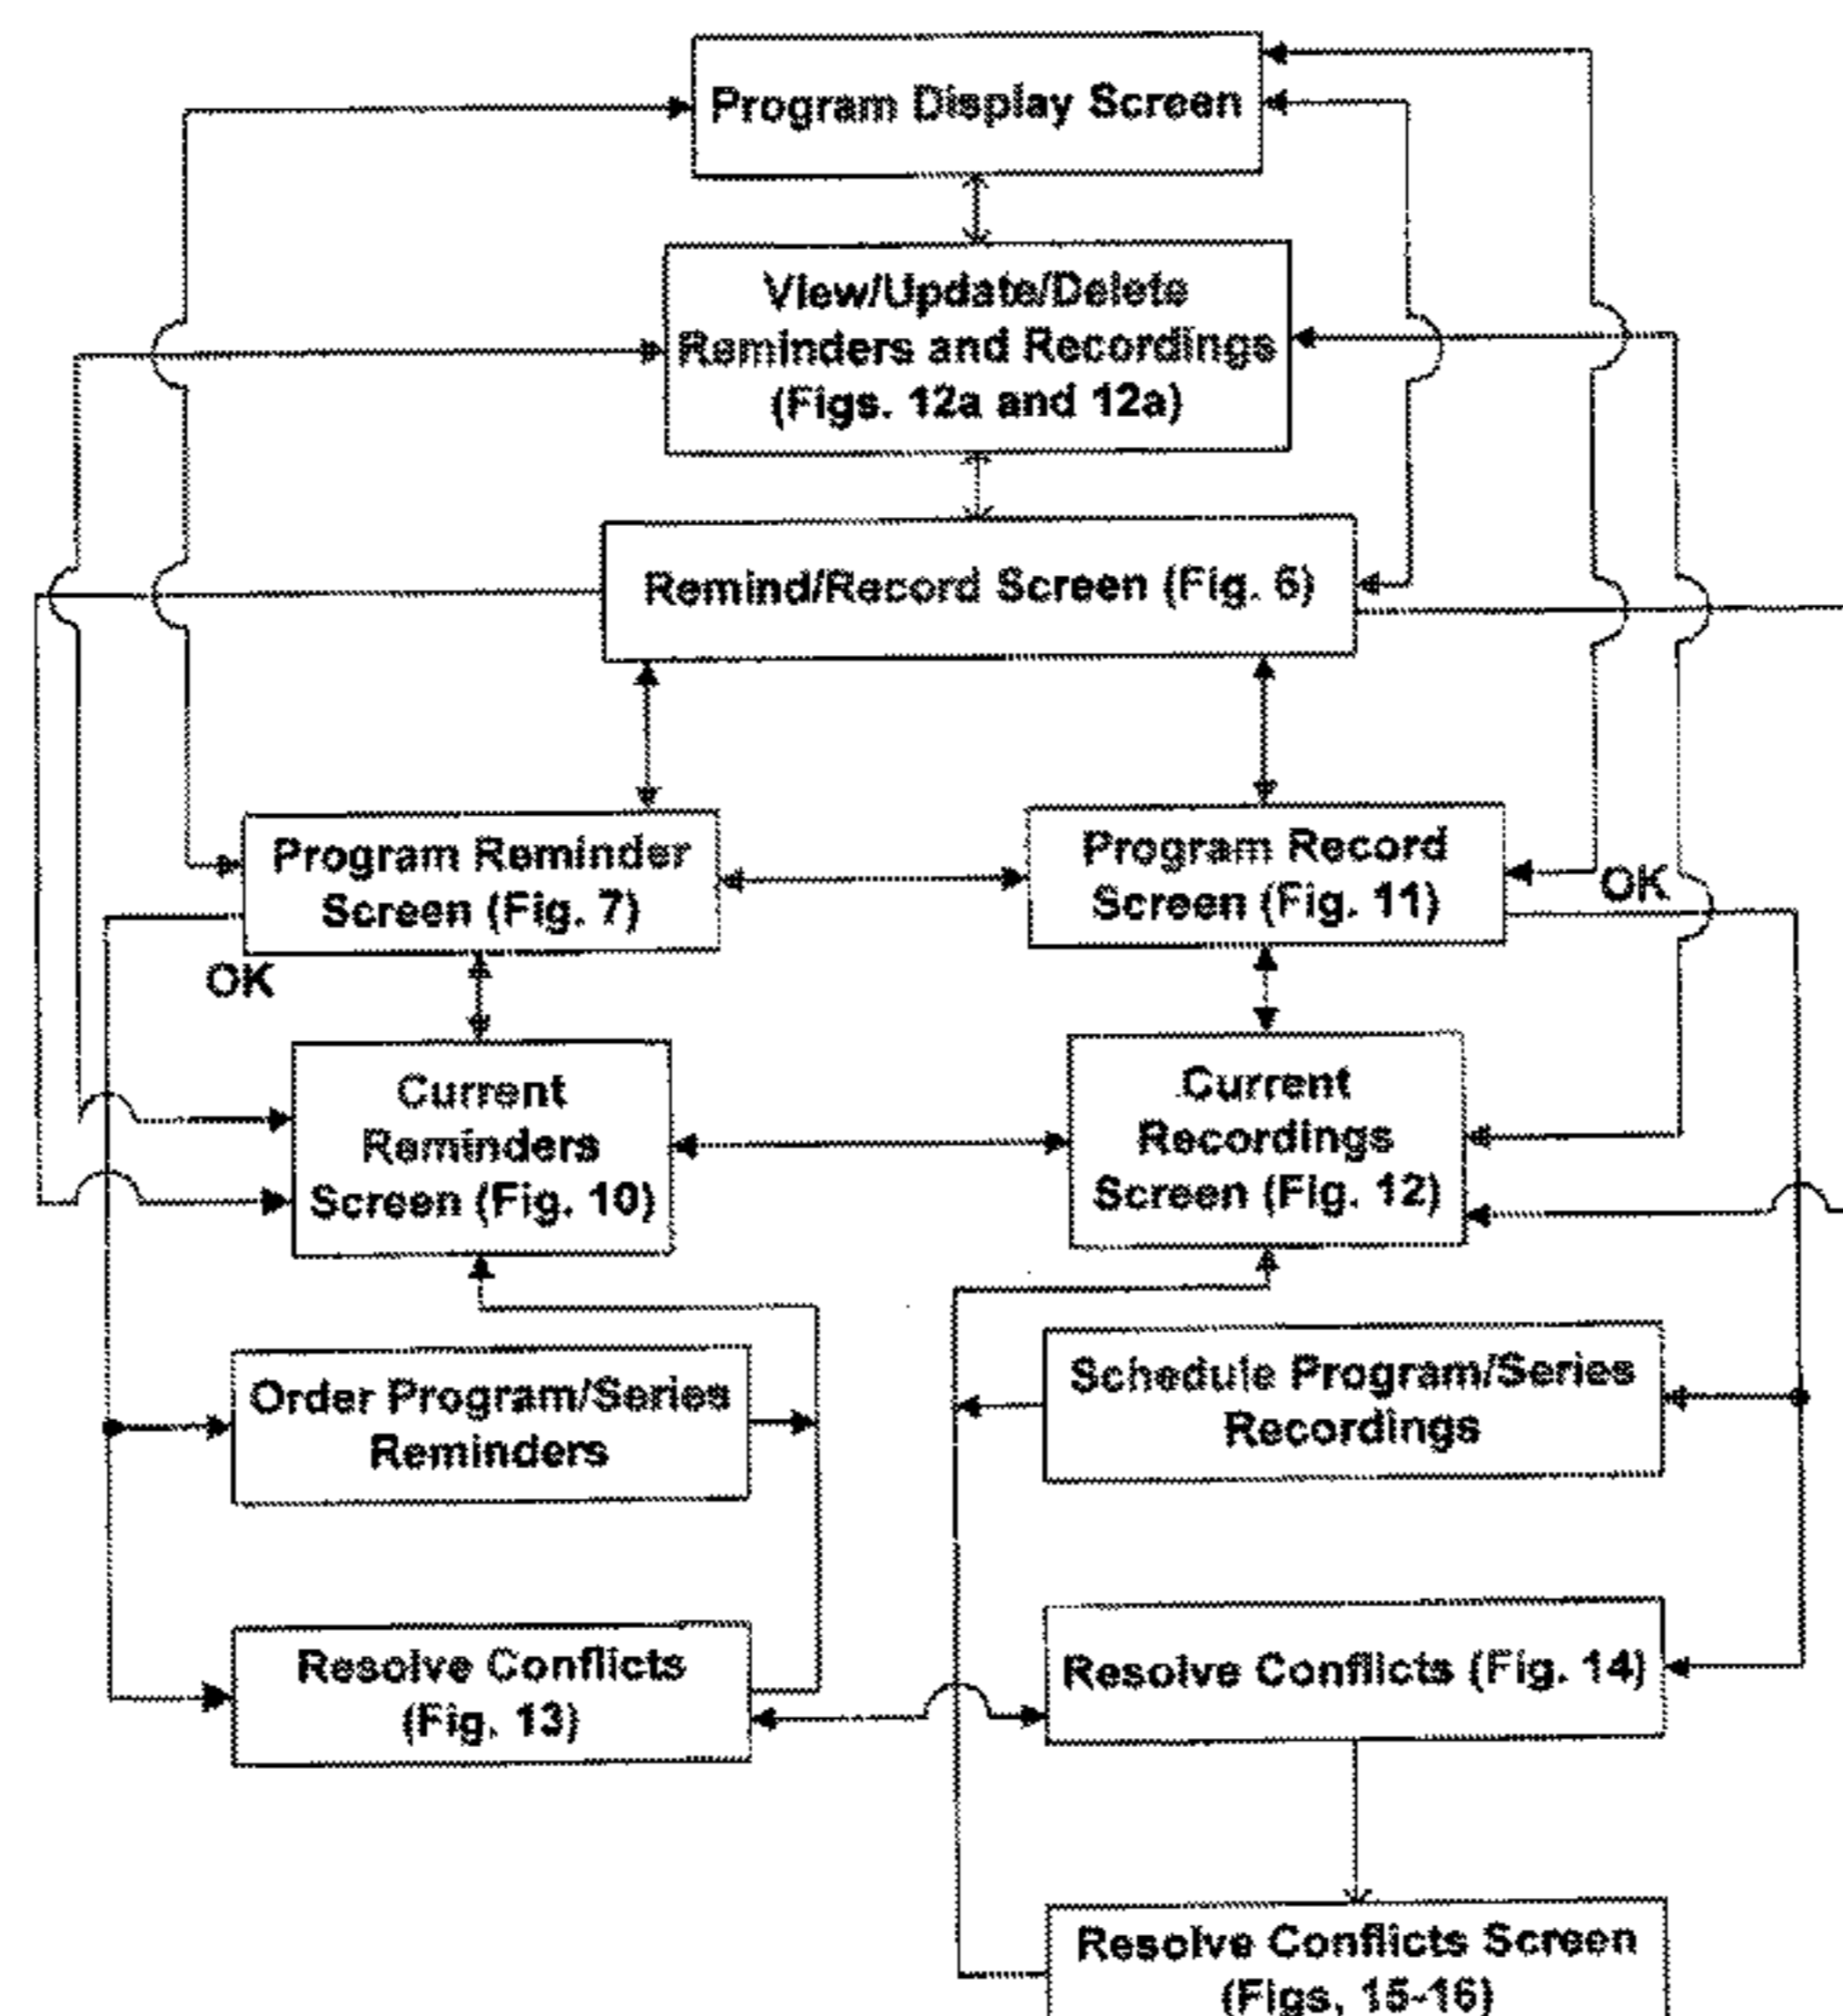 Program Display Screen
View/Update/Delete
Reminders and Recordings
(Figs. 12a and 12a)
Remind/Record Screen (Fig. 6)
Program Reminder
Screen (Fig. 7)
Program Record
Screen (Fig. 11)
OK
OK
Current
Reminders
Screen (Fig. 10)
Current
Recordings
Screen (Fig. 12)
Order Program/Series
Reminders
Schedule Program/Series
Recordings
Resolve Conflicts
(Fig. 13)
Resolve Conflicts (Fig. 14)
Resolve Conflicts Screen
(Figs. 15-16)